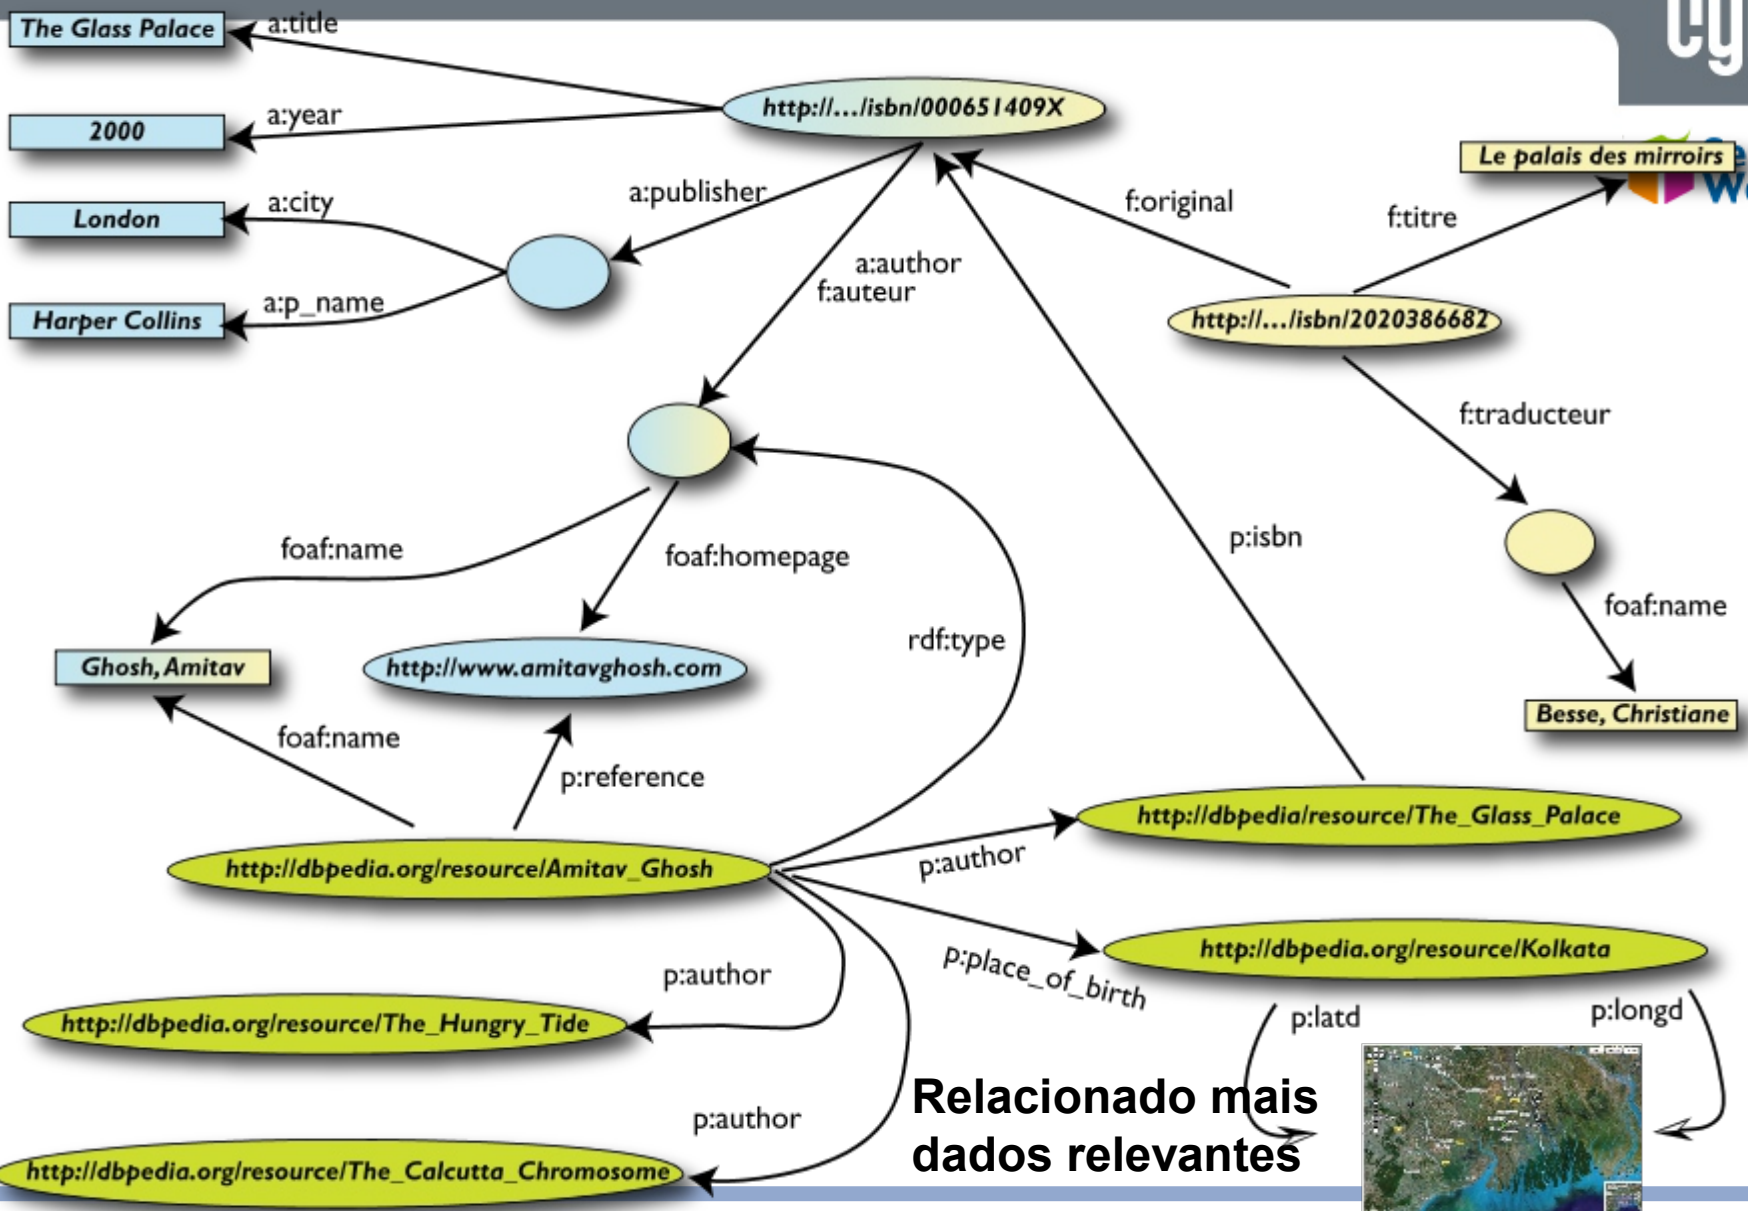 cy
The Glass Palace
a:title
http://.../isbn/000651409X
2000
a:year
Le palais des mirroirs
a:publisher
f:original
f:titre
London
a:city
a:author
f:auteur
Harper Collins
a:p_name
http://.../isbn/2020386682
f:traducteur
foaf:name
foaf:homepage
p:isbn
foaf:name
rdf:type
Ghosh, Amitav
http://www.amitavghosh.com
Besse, Christiane
foaf:name
p:reference
http://dbpedia/resource/The_Glass_Palace
http://dbpedia.org/resource/Amitav_Ghosh
p:author
http://dbpedia.org/resource/Kolkata
p:place_of_birth
p:author
http://dbpedia.org/resource/The_Hungry_Tide
p:latd
p:longd
Relacionado mais
dados relevantes
p:author
http://dbpedia.org/resource/The_Calcutta_Chromosome